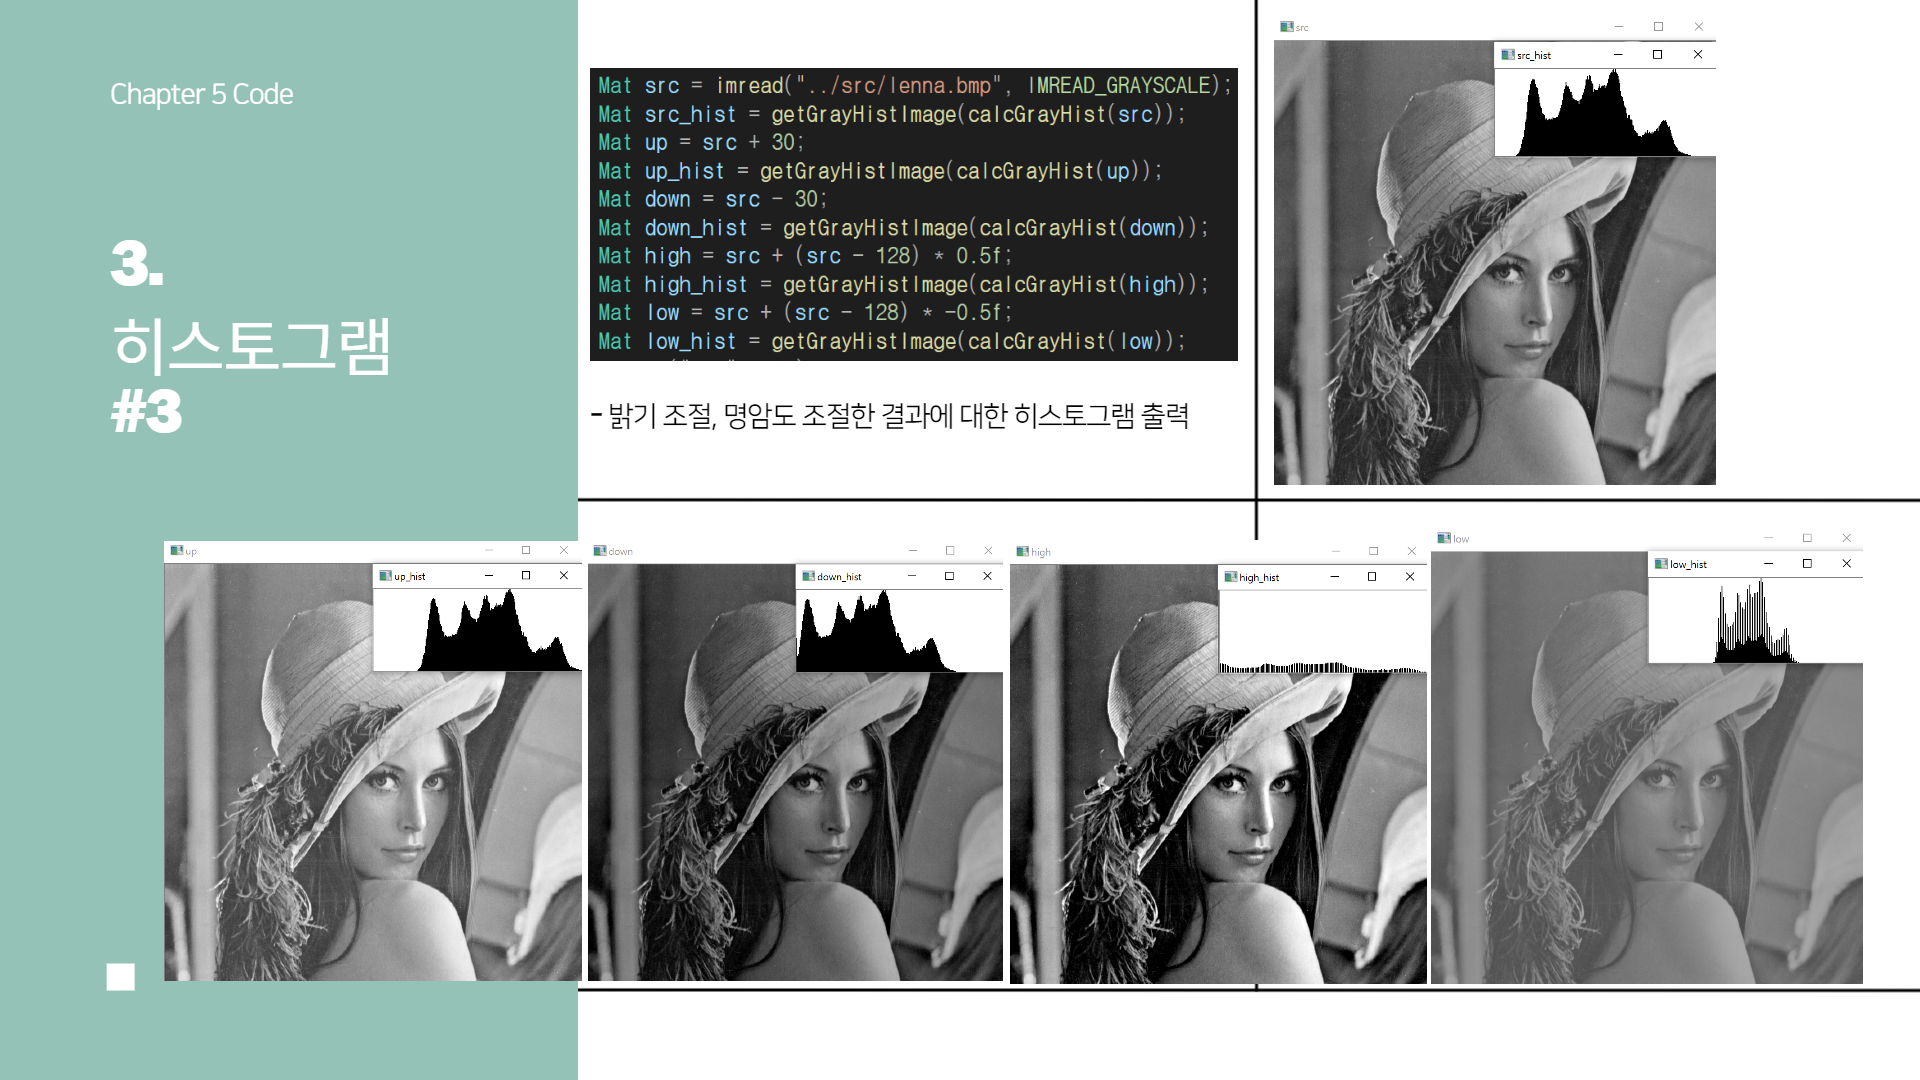 Chapter 5 Code
3.
히스토그램
#3
Mat src = imread("../src/lenna.bmp", IMREAD_GRAYSCALE);
Mat src_hist = getGrayHistImage(calcGrayHist(src));
Mat up = src + 30;
Mat up_hist = getGrayHistImage(calcGrayHist(up));
Mat down = src - 30;
Mat down_hist = getGrayHistImage(calcGrayHist(down));
Mat high = src + (src - 128) * 0.5f;
Mat high_hist = getGrayHistImage(calcGrayHist(high));
Mat low = src + (src - 128) * -0.5f;
Mat low_hist = getGrayHistImage(calcGrayHist(low));
- 밝기 조절, 명암도 조절한 결과에 대한 히스토그램 출력
src
src_hist
up
up_hist
down
down_hist
high
high_hist
low
low_hist